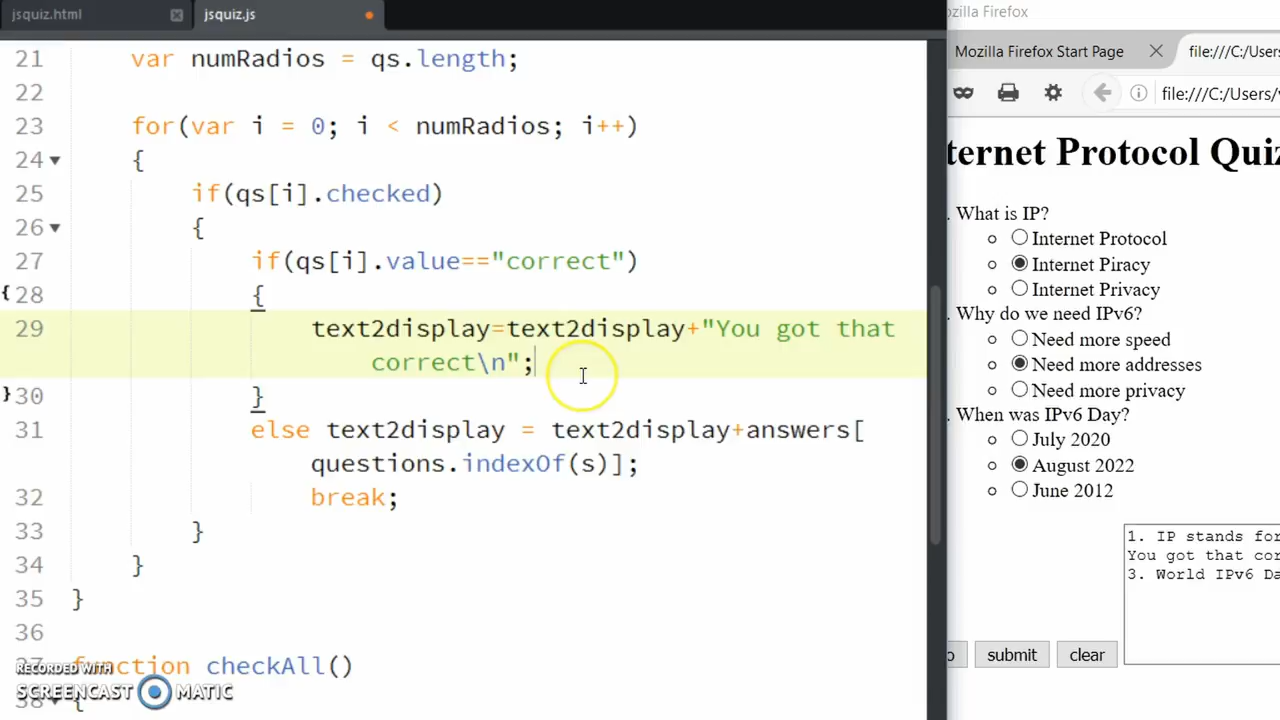 jsquiz.html
jsquiz.js
21 var numRadios = qs.length;
22
23 for(var i = 0; i < numRadios; i++)
24 {
25 if(qs[i].checked)
26 {
27 if(qs[i].value=="correct")
28 {
29 text2display=text2display+"You got that
correct\n";
30 }
31 else text2display = text2display+answers[
questions.indexOf(s)];
32 break;
33 }
34 }
35 }
36
37 function checkAll()
38 {
RECORDED WITH
SCREENCAST MATIC
zilla Firefox
Mozilla Firefox Start Page
file:///C:/Users
file:///C:/Users/
ternet Protocol Quiz
. What is IP?
Internet Protocol
Internet Piracy
Internet Privacy
. Why do we need IPv6?
Need more speed
Need more addresses
Need more privacy
. When was IPv6 Day?
July 2020
August 2022
June 2012
1. IP stands for
You got that cor
3. World IPv6 Da
submit
clear